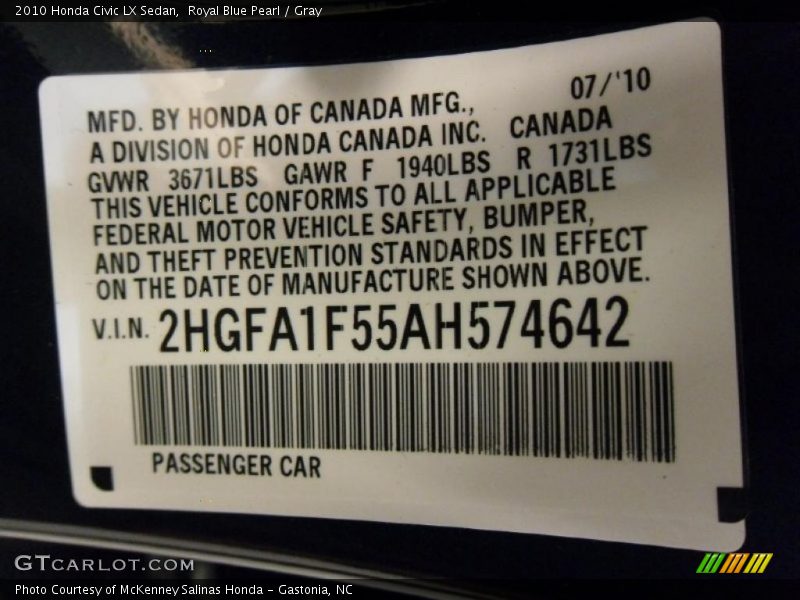 2010 Honda Civic LX Sedan,  Royal Blue Pearl / Gray
07/'10
MFD. BY HONDA OF CANADA MFG.,
A DIVISION OF HONDA CANADA INC.  CANADA
GVWR  3671LBS  GAWR F  1940LBS  R 1731LBS
THIS VEHICLE CONFORMS TO ALL APPLICABLE
FEDERAL MOTOR VEHICLE SAFETY, BUMPER,
AND THEFT PREVENTION STANDARDS IN EFFECT
ON THE DATE OF MANUFACTURE SHOWN ABOVE.
V.I.N. 2HGFA1F55AH574642
PASSENGER CAR
GTCARLOT.COM
Photo Courtesy of McKenney Salinas Honda - Gastonia, NC